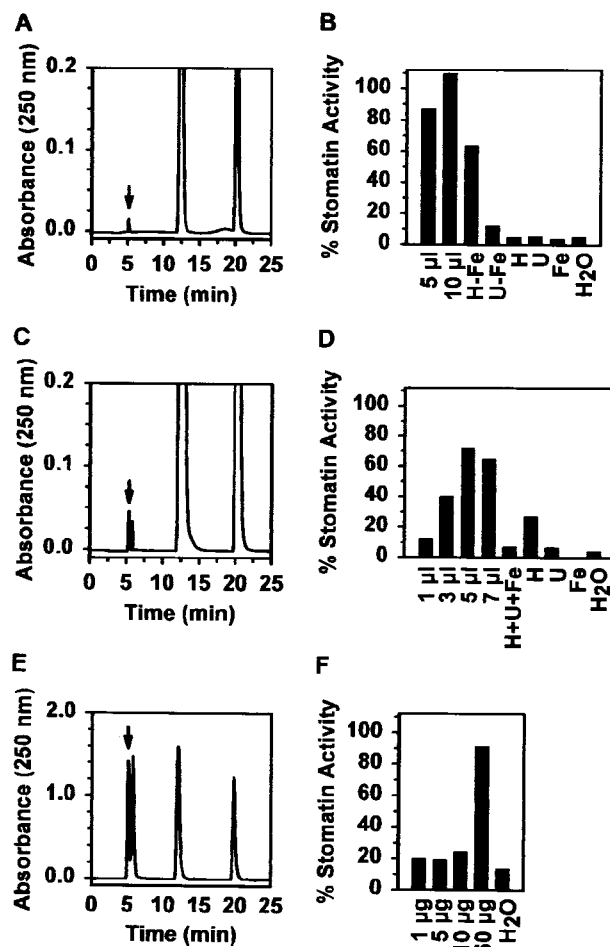 A
Absorbance (250 nm)
0.2
0.1
0.0
0 5 10 15 20 25
Time (min)
B
% Stomatin Activity
100
80
60
40
20
0
5 µl
10 µl
H-Fe
U-Fe
H
U
Fe
H2O
C
Absorbance (250 nm)
0.2
0.1
0.0
0 5 10 15 20 25
Time (min)
D
% Stomatin Activity
100
80
60
40
20
0
1 µl
3 µl
5 µl
7 µl
H+U+Fe
H
U
Fe
H2O
E
Absorbance (250 nm)
2.0
1.0
0.0
0 5 10 15 20 25
Time (min)
F
% Stomatin Activity
100
80
60
40
20
0
1 µg
5 µg
10 µg
µg
H2O